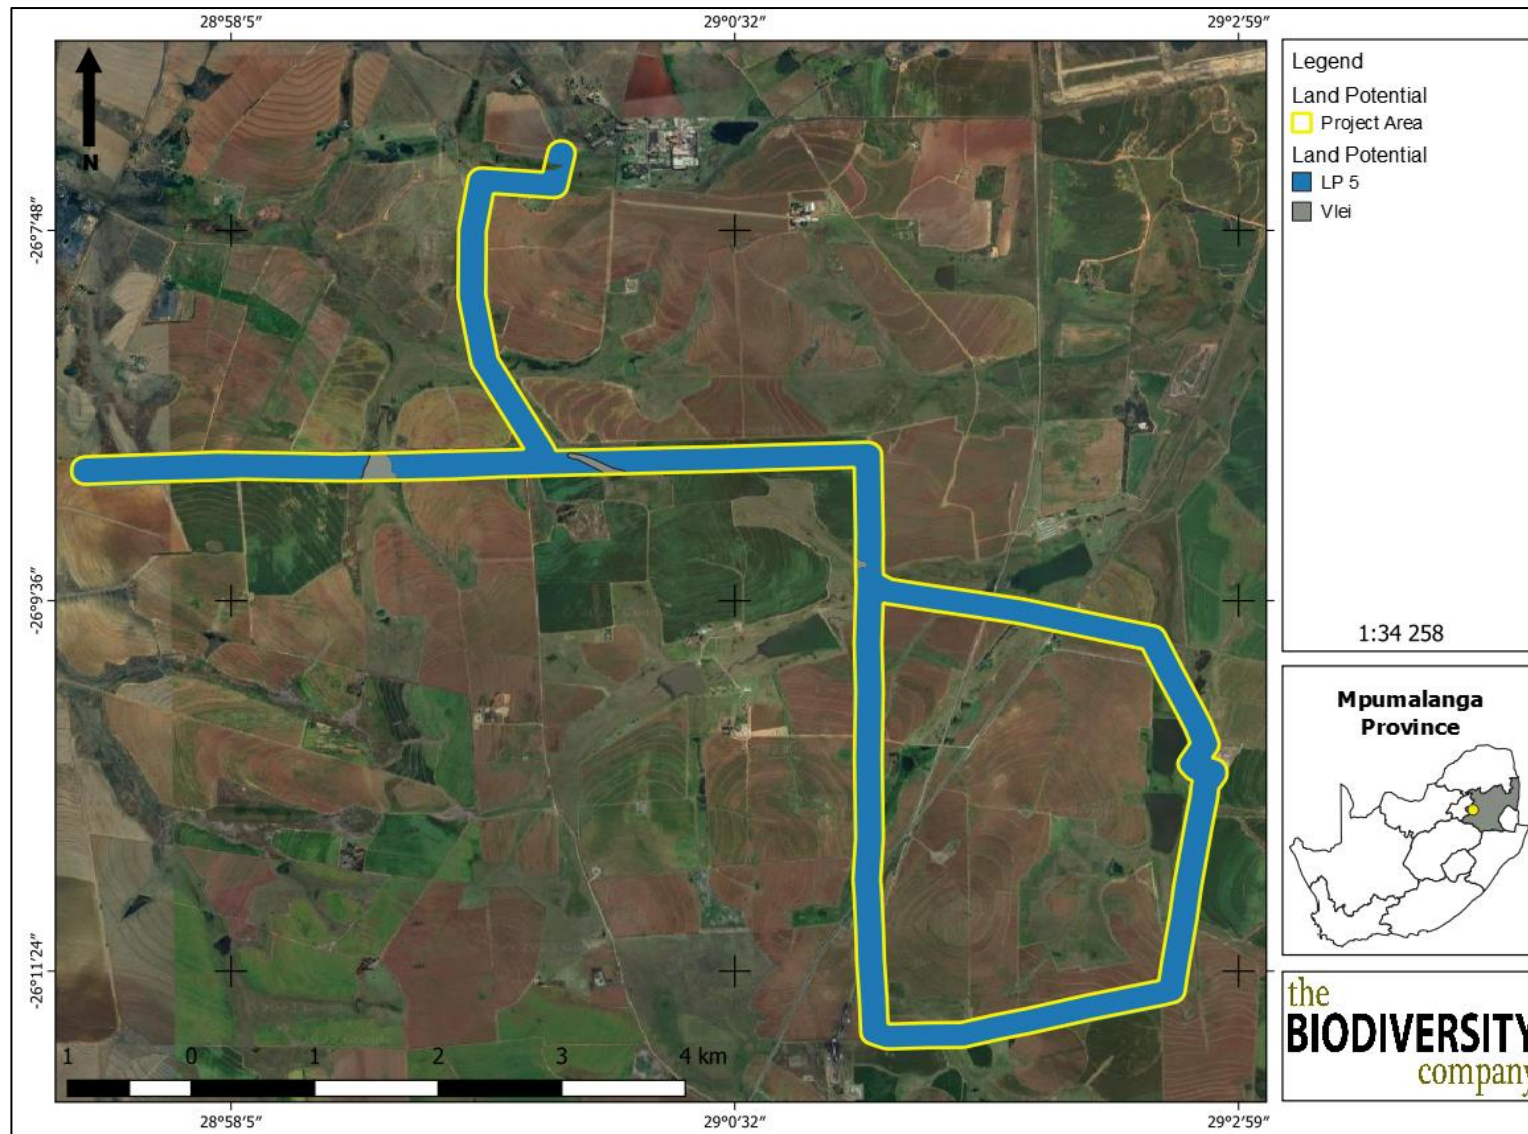 28°58′5″ 29°0′32″ 29°2′59″
-26°7′48″
-26°9′36″
-26°11′24″
N
1 0 1 2 3 4 km
28°58′5″ 29°0′32″ 29°2′59″
Legend
Land Potential
Project Area
Land Potential
LP 5
Vlei
1:34 258
Mpumalanga
Province
the
BIODIVERSITY
company